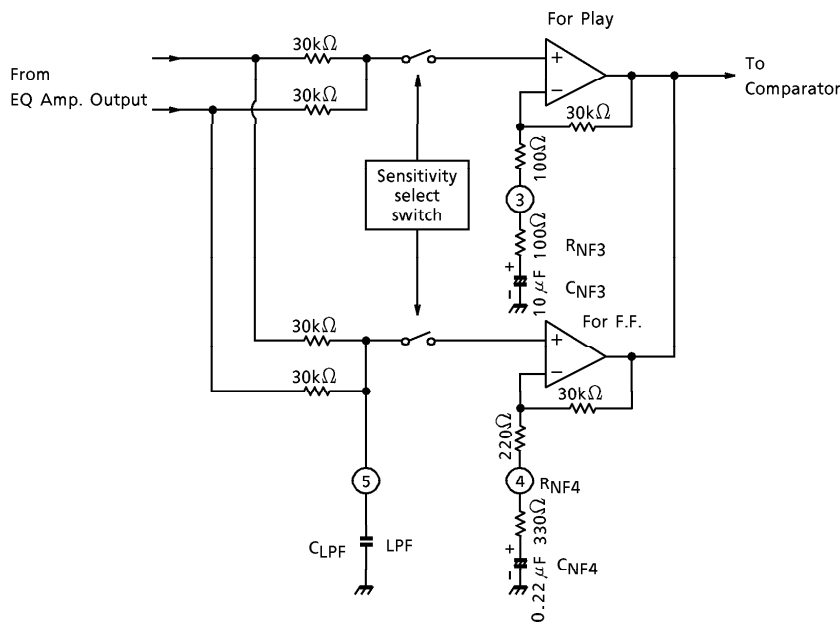 For Play
30kΩ
From
EQ Amp. Output
30kΩ
+
−
To
Comparator
30kΩ
100Ω
Sensitivity
select
switch
3
100Ω
RNF3
+
−
10 μF
CNF3
For F.F.
30kΩ
+
−
30kΩ
30kΩ
220Ω
5
4
RNF4
330Ω
CLPF
LPF
+
−
0.22 μF
CNF4